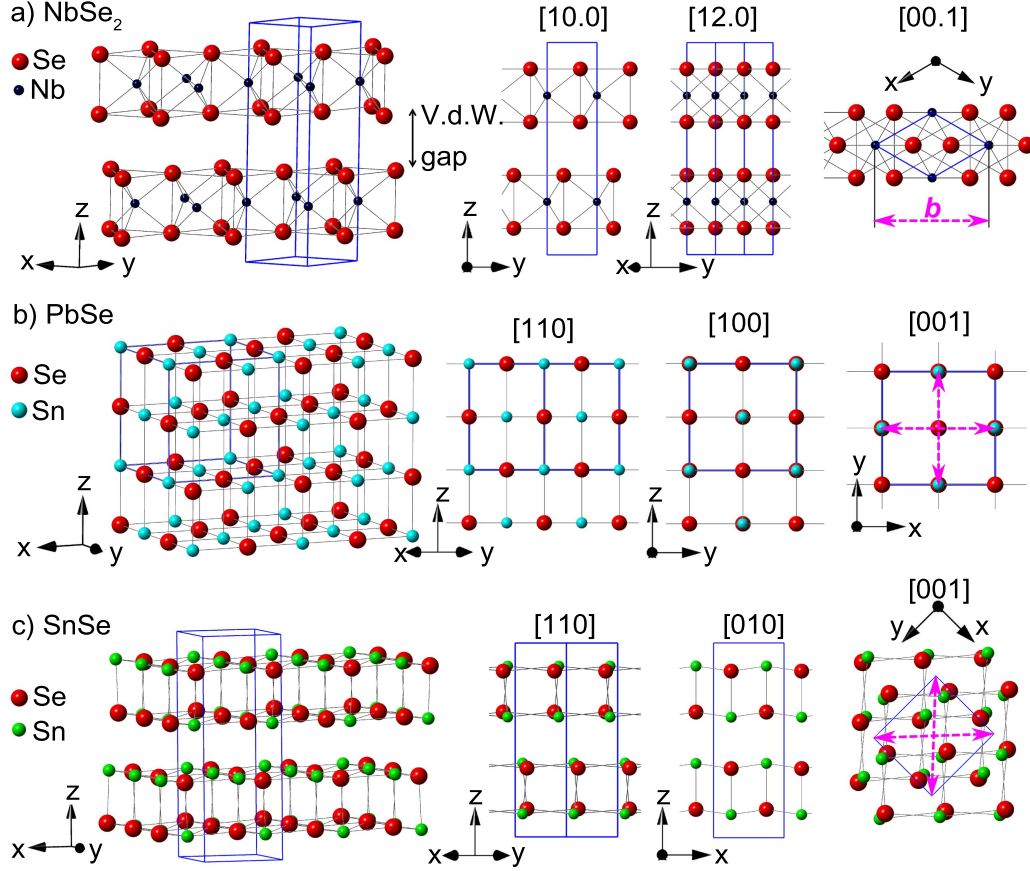 a) NbSe2
[10.0]
[12.0]
[00.1]
Se
Nb
V.d.W.
gap
x
y
b
z
x
y
z
y
z
x
y
b) PbSe
[110]
[100]
[001]
Se
Sn
z
x
y
z
x
y
z
y
y
x
c) SnSe
[110]
[010]
[001]
y
x
Se
Sn
z
x
y
z
x
y
z
x